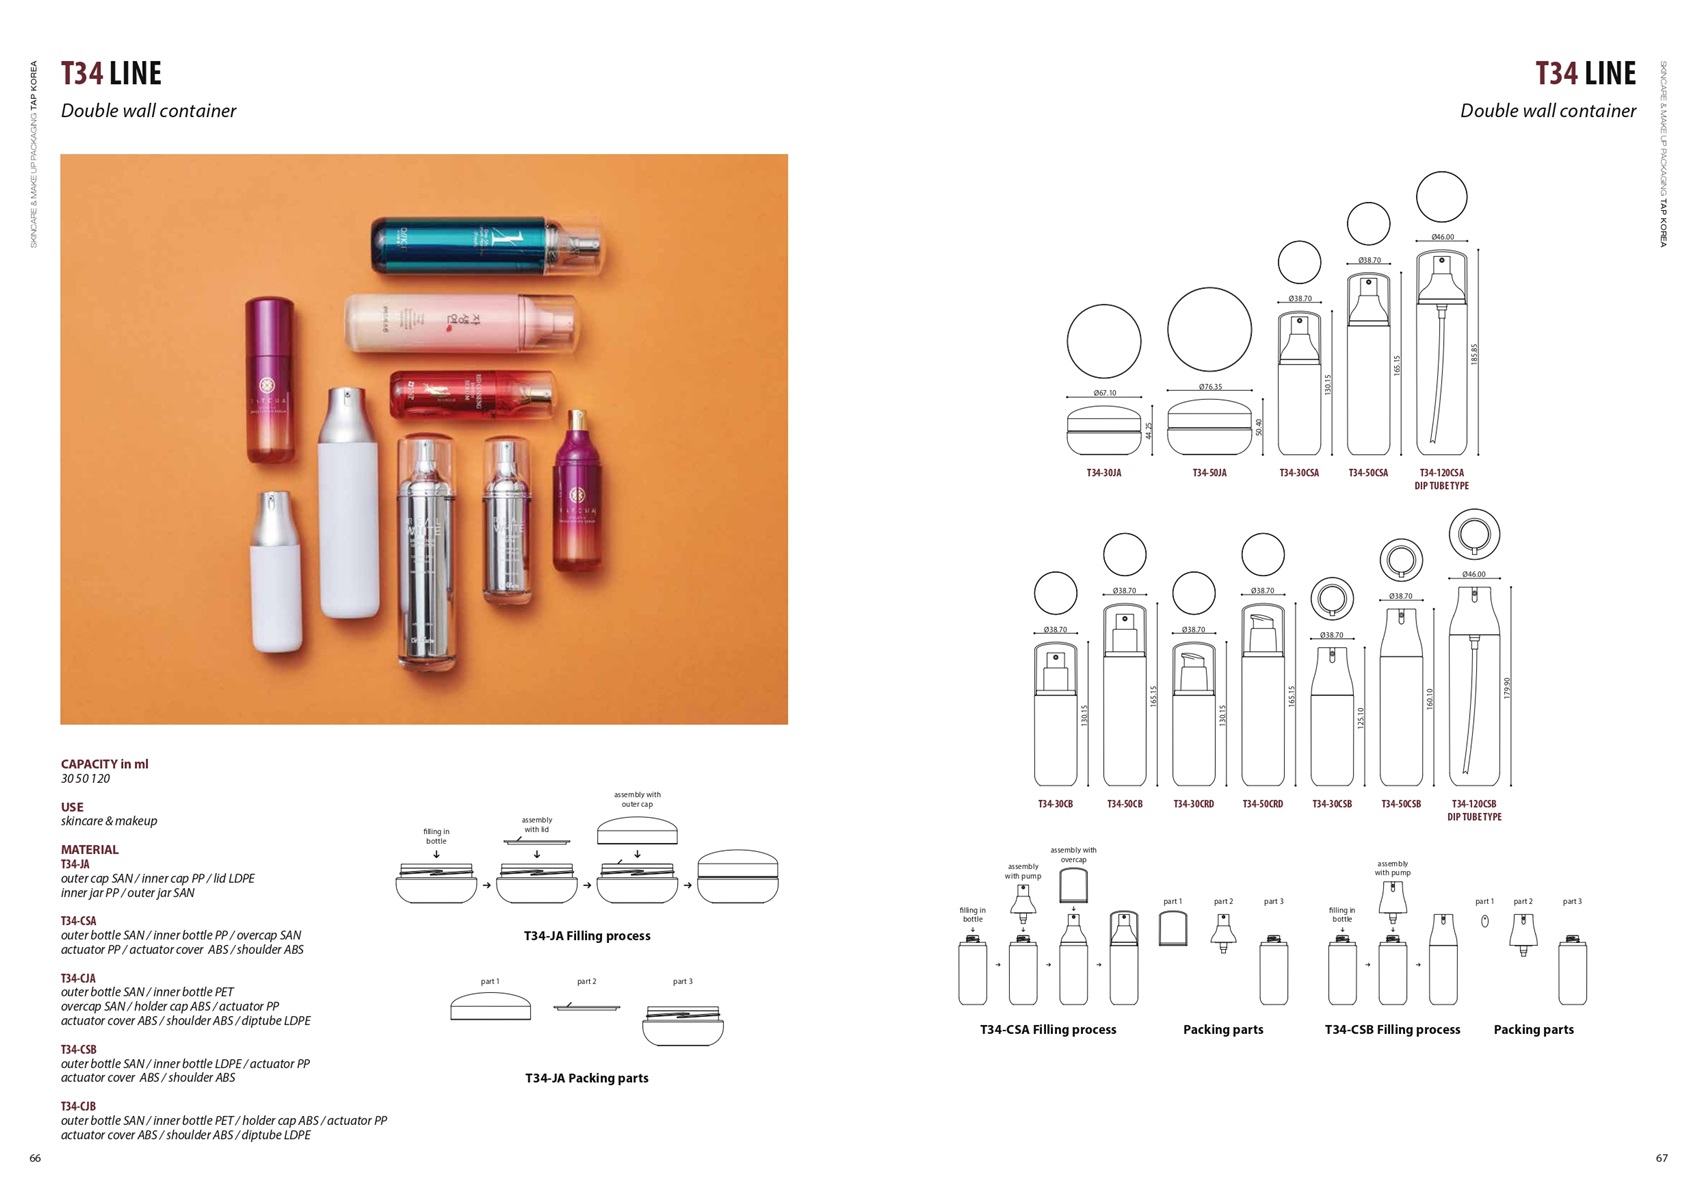 SKINCARE & MAKE UP PACKAGING TAP KOREA
T34 LINE
Double wall container
CAPACITY in ml
30 50 120
USE
skincare & makeup
MATERIAL
T34-JA
outer cap SAN / inner cap PP / lid LDPE
inner jar PP / outer jar SAN
T34-CSA
outer bottle SAN / inner bottle PP / overcap SAN
actuator PP / actuator cover ABS / shoulder ABS
T34-CJA
outer bottle SAN / inner bottle PET
overcap SAN / holder cap ABS / actuator PP
actuator cover ABS / shoulder ABS / diptube LDPE
T34-CSB
outer bottle SAN / inner bottle LDPE / actuator PP
actuator cover ABS / shoulder ABS
T34-CJB
outer bottle SAN / inner bottle PET / holder cap ABS / actuator PP
actuator cover ABS / shoulder ABS / diptube LDPE
filling in
bottle
assembly
with lid
assembly with
outer cap
T34-JA Filling process
part 1
part 2
part 3
T34-JA Packing parts
66
T34 LINE
Double wall container
SKINCARE & MAKE UP PACKAGING TAP KOREA
Ø67.10
44.25
T34-30JA
Ø76.35
50.40
T34-50JA
Ø38.70
130.15
T34-30CSA
Ø38.70
165.15
T34-50CSA
Ø46.00
185.85
T34-120CSA
DIP TUBE TYPE
Ø38.70
130.15
T34-30CB
Ø38.70
165.15
T34-50CB
Ø38.70
130.15
T34-30CRD
Ø38.70
165.15
T34-50CRD
Ø38.70
125.10
T34-30CSB
Ø38.70
160.10
T34-50CSB
Ø46.00
179.90
T34-120CSB
DIP TUBE TYPE
filling in
bottle
assembly
with pump
assembly with
overcap
T34-CSA Filling process
part 1
part 2
part 3
Packing parts
filling in
bottle
assembly
with pump
T34-CSB Filling process
part 1
part 2
part 3
Packing parts
67
자생연
WHITE